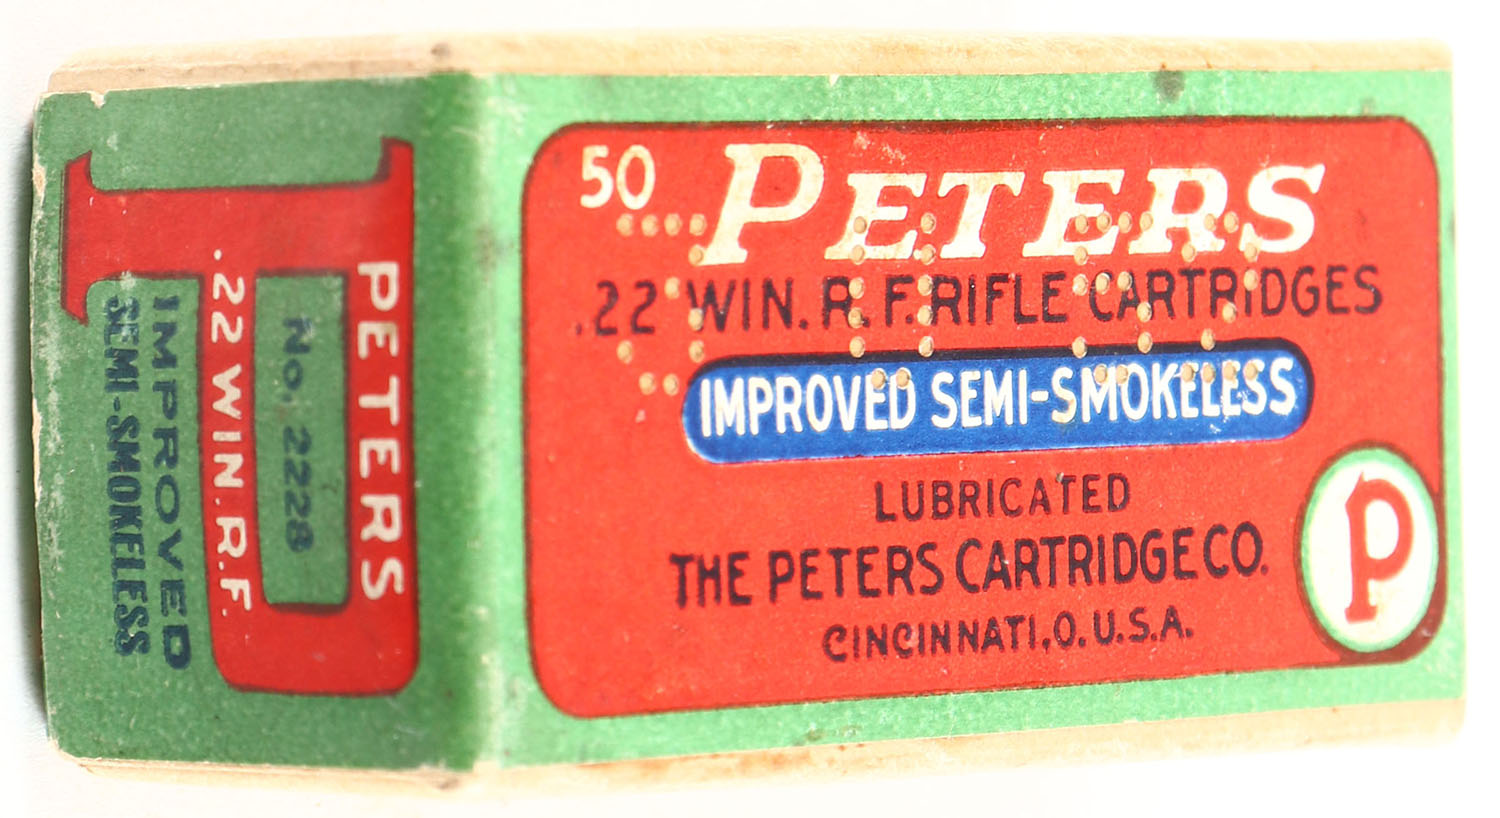 50 PETERS
.22 WIN. R. F. RIFLE CARTRIDGES
IMPROVED SEMI-SMOKELESS
LUBRICATED
THE PETERS CARTRIDGE CO.
CINCINNATI, O. U.S.A.
P
PETERS
No. 2228
.22 WIN. R.F.
IMPROVED
SEMI-SMOKELESS